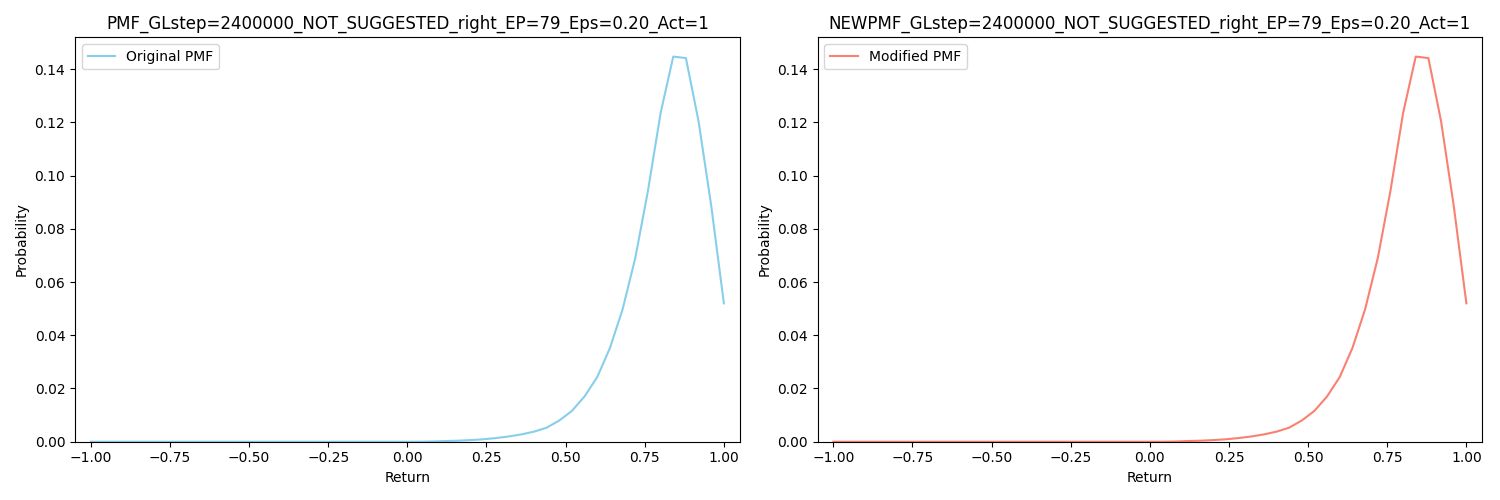 PMF_GLstep=2400000_NOT_SUGGESTED_right_EP=79_Eps=0.20_Act=1
Original PMF
Probability
0.14
0.12
0.10
0.08
0.06
0.04
0.02
0.00
−1.00 −0.75 −0.50 −0.25 0.00 0.25 0.50 0.75 1.00
Return
NEWPMF_GLstep=2400000_NOT_SUGGESTED_right_EP=79_Eps=0.20_Act=1
Modified PMF
Probability
0.14
0.12
0.10
0.08
0.06
0.04
0.02
0.00
−1.00 −0.75 −0.50 −0.25 0.00 0.25 0.50 0.75 1.00
Return